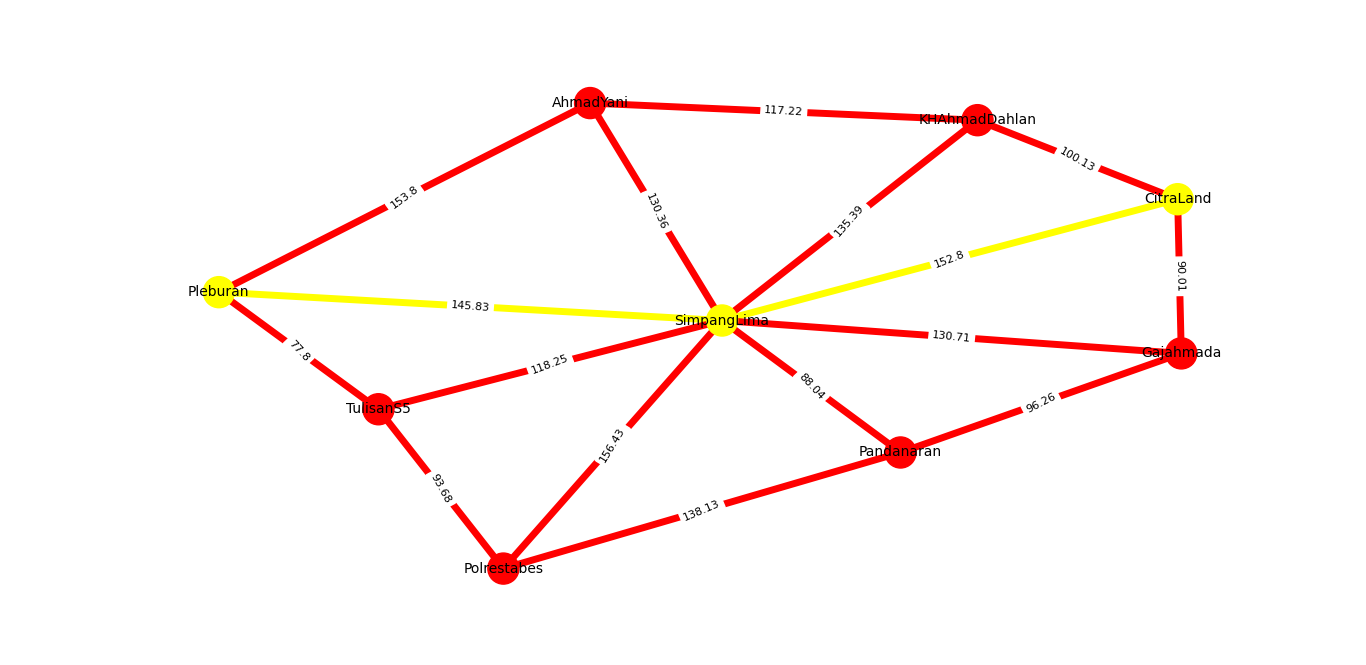 AhmadYani
117.22
KHAhmadDahlan
100.13
153.8
CitraLand
130.36
135.39
152.8
90.01
Pleburan
145.83
SimpangLima
130.71
Gajahmada
77.8
118.25
88.04
96.26
TulisanS5
156.43
Pandanaran
93.68
138.13
Polrestabes